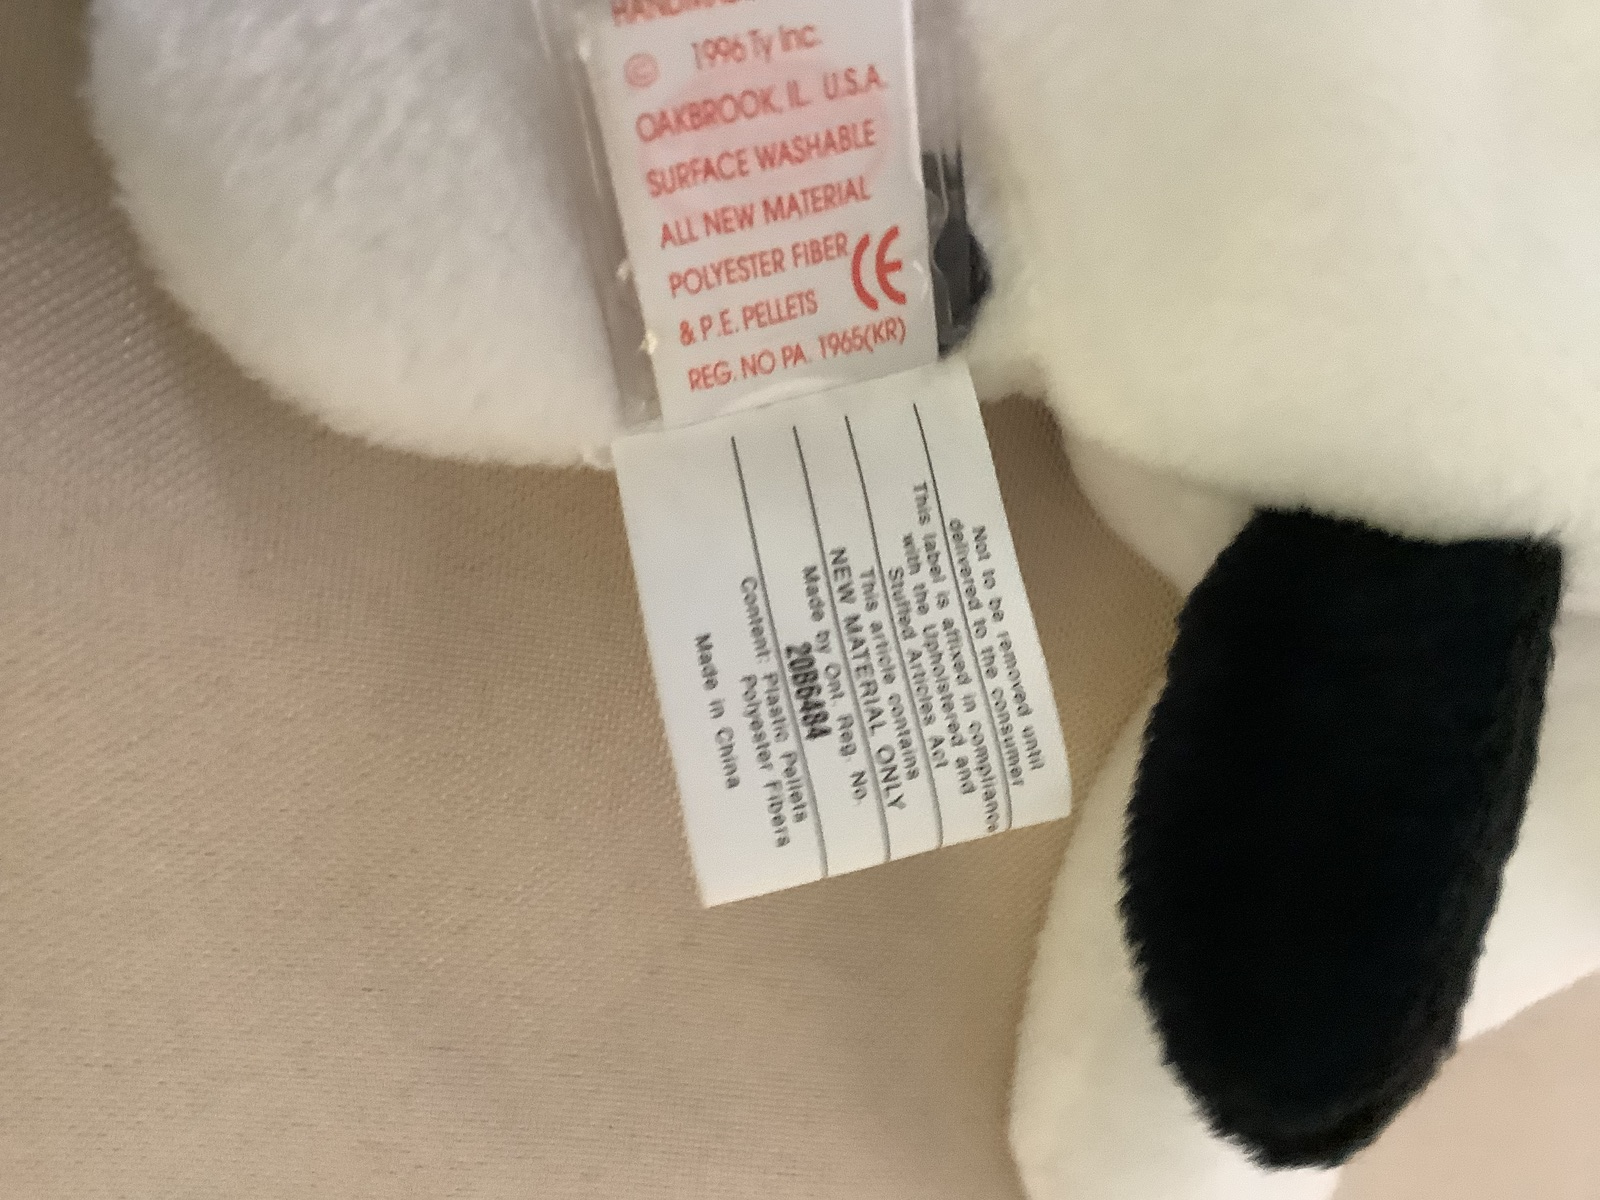 © 1996 Ty Inc.
OAKBROOK, IL U.S.A.
SURFACE WASHABLE
ALL NEW MATERIAL
POLYESTER FIBER
& P.E. PELLETS CE
REG. NO PA. 1965(KR)
Not to be removed until
delivered to the consumer
This label is affixed in compliance
with the Upholstered and
Stuffed Articles Act
This article contains
NEW MATERIAL ONLY
Made by Ont. Reg. No.
20B6484
Content: Plastic Pellets
Polyester Fibers
Made in China